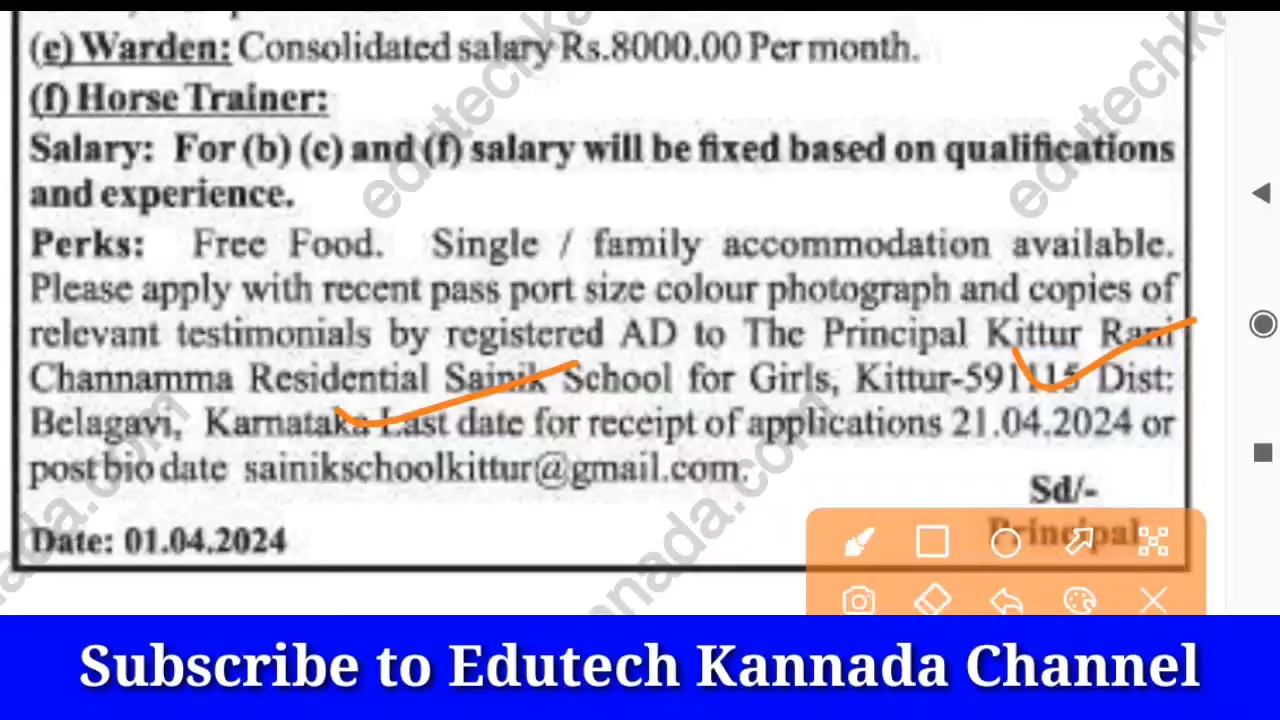 (e) Warden: Consolidated salary Rs.8000.00 Per month.
(f) Horse Trainer:
Salary: For (b) (c) and (f) salary will be fixed based on qualifications
and experience.
Perks: Free Food. Single / family accommodation available.
Please apply with recent pass port size colour photograph and copies of
relevant testimonials by registered AD to The Principal Kittur Rani
Channamma Residential Sainik School for Girls, Kittur-591115 Dist:
Belagavi, Karnataka Last date for receipt of applications 21.04.2024 or
post bio date sainikschoolkittur@gmail.com.
Sd/-
Principal
Date: 01.04.2024
Subscribe to Edutech Kannada Channel